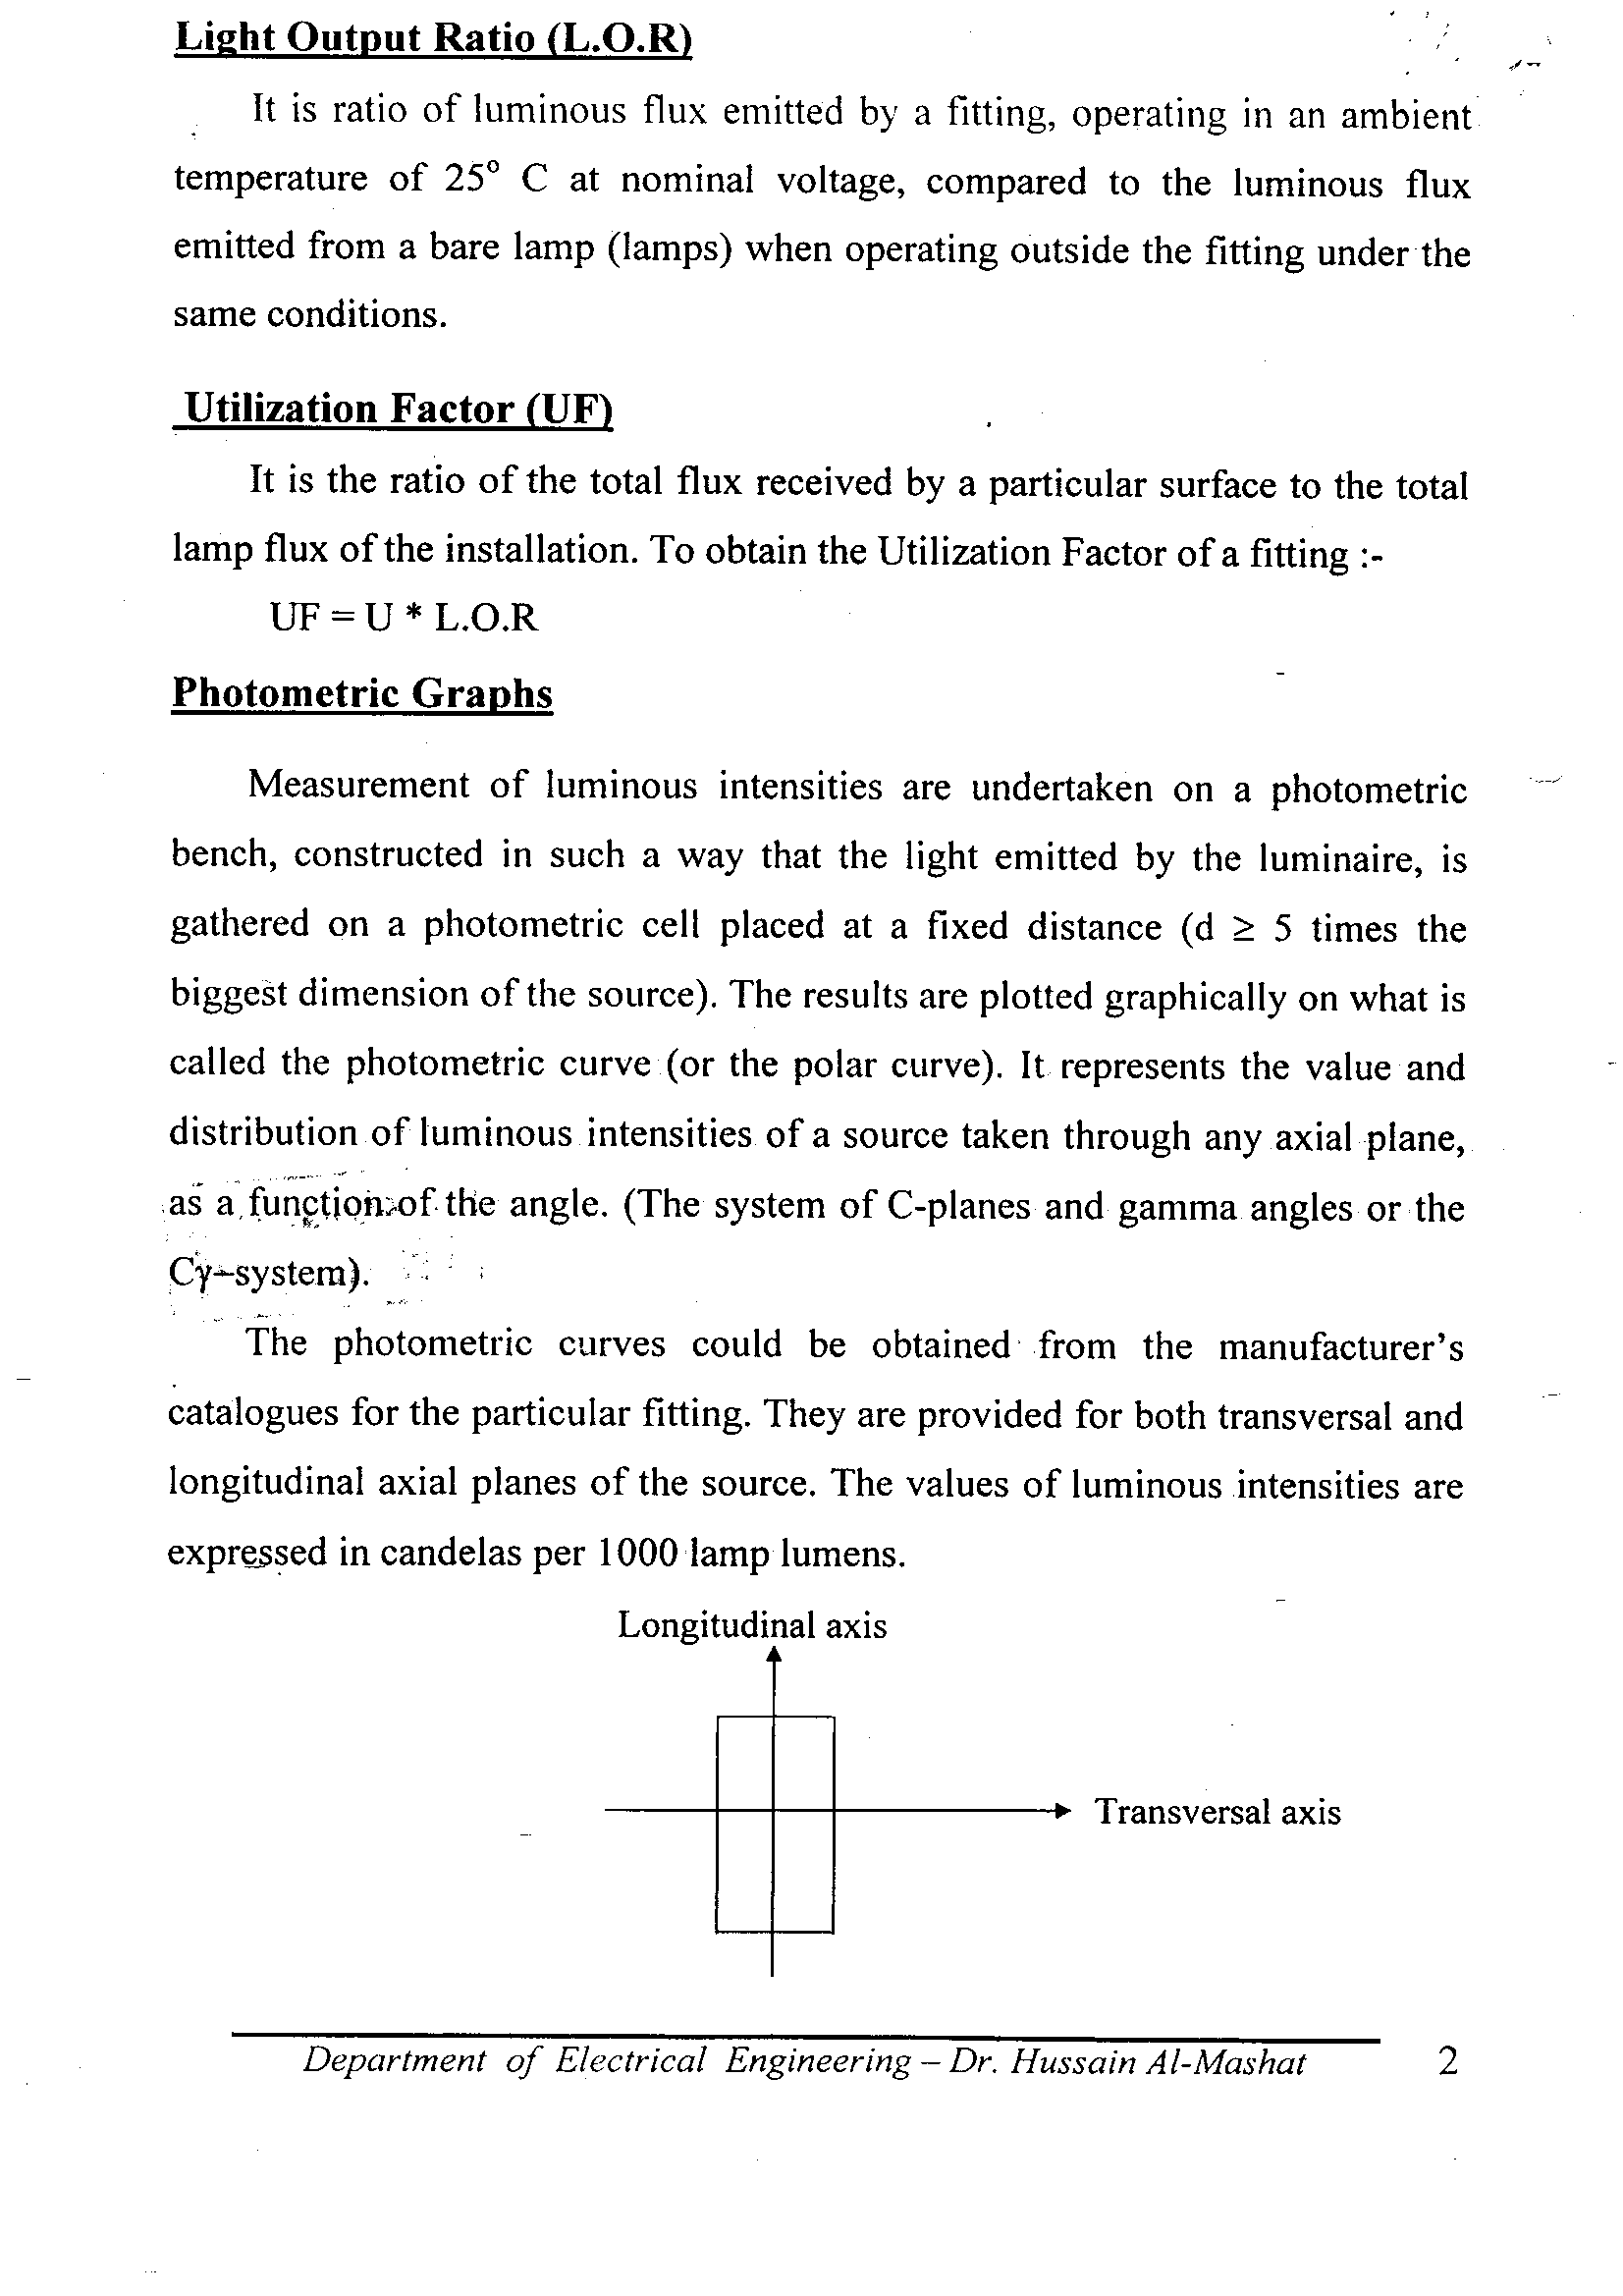 Light Output Ratio (L.O.R)
It is ratio of luminous flux emitted by a fitting, operating in an ambient
temperature of 25° C at nominal voltage, compared to the luminous flux
emitted from a bare lamp (lamps) when operating outside the fitting under the
same conditions.
Utilization Factor (UF)
It is the ratio of the total flux received by a particular surface to the total
lamp flux of the installation. To obtain the Utilization Factor of a fitting :-
UF = U * L.O.R
Photometric Graphs
Measurement of luminous intensities are undertaken on a photometric
bench, constructed in such a way that the light emitted by the luminaire, is
gathered on a photometric cell placed at a fixed distance (d ≥ 5 times the
biggest dimension of the source). The results are plotted graphically on what is
called the photometric curve (or the polar curve). It represents the value and
distribution of luminous intensities of a source taken through any axial plane,
as a function of the angle. (The system of C-planes and gamma angles or the
Cγ-system).
The photometric curves could be obtained from the manufacturer's
catalogues for the particular fitting. They are provided for both transversal and
longitudinal axial planes of the source. The values of luminous intensities are
expressed in candelas per 1000 lamp lumens.
Longitudinal axis
Transversal axis
Department of Electrical Engineering – Dr. Hussain Al-Mashat 2